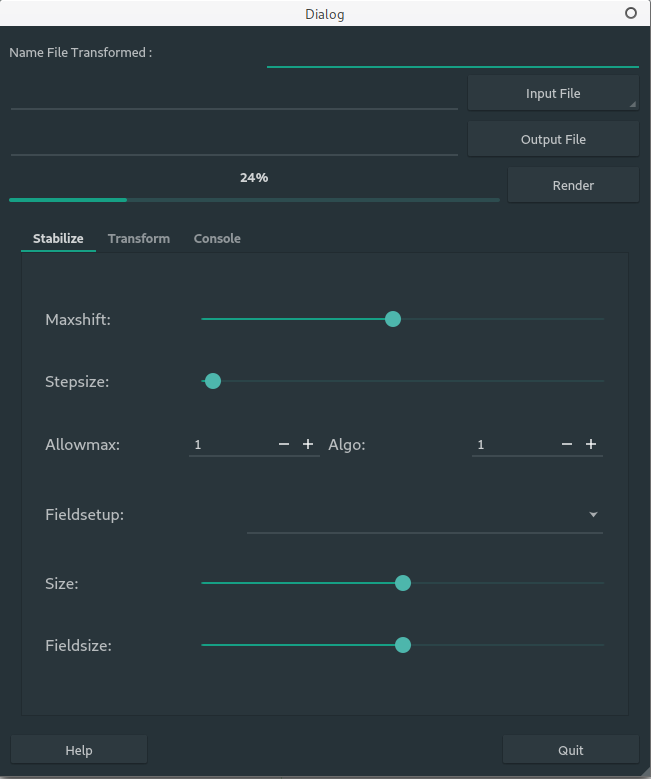 Dialog
Name File Transformed :
Input File
Output File
24%
Render
Stabilize Transform Console
Maxshift:
Stepsize:
Allowmax: 1 − + Algo: 1 − +
Fieldsetup:
Size:
Fieldsize:
Help Quit